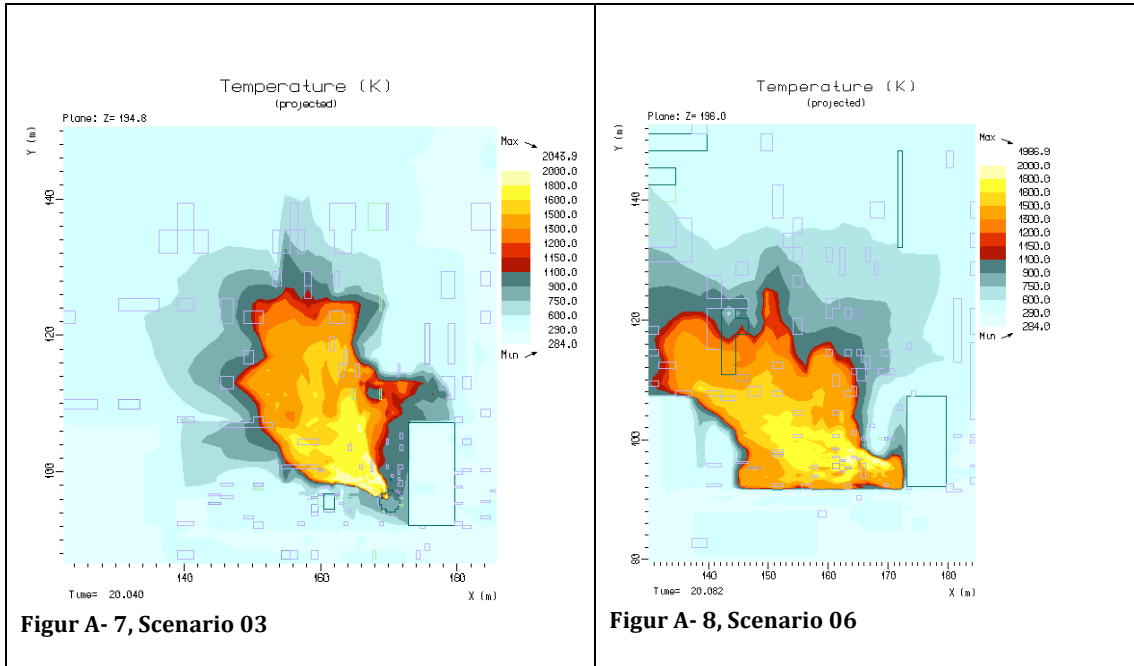 Temperature (K)
(projected)
Plane: Z= 194.8
Y (m)
140
120
100
140
160
180
X (m)
Time= 20.040
Max
2043.9
2000.0
1800.0
1600.0
1500.0
1300.0
1200.0
1150.0
1100.0
900.0
750.0
600.0
290.0
284.0
Min
Figur A- 7, Scenario 03
Temperature (K)
(projected)
Plane: Z= 196.0
Y (m)
140
120
100
80
140
150
160
170
180
X (m)
Time= 20.082
Max
1986.9
2000.0
1800.0
1600.0
1500.0
1300.0
1200.0
1150.0
1100.0
900.0
750.0
600.0
290.0
284.0
Min
Figur A- 8, Scenario 06